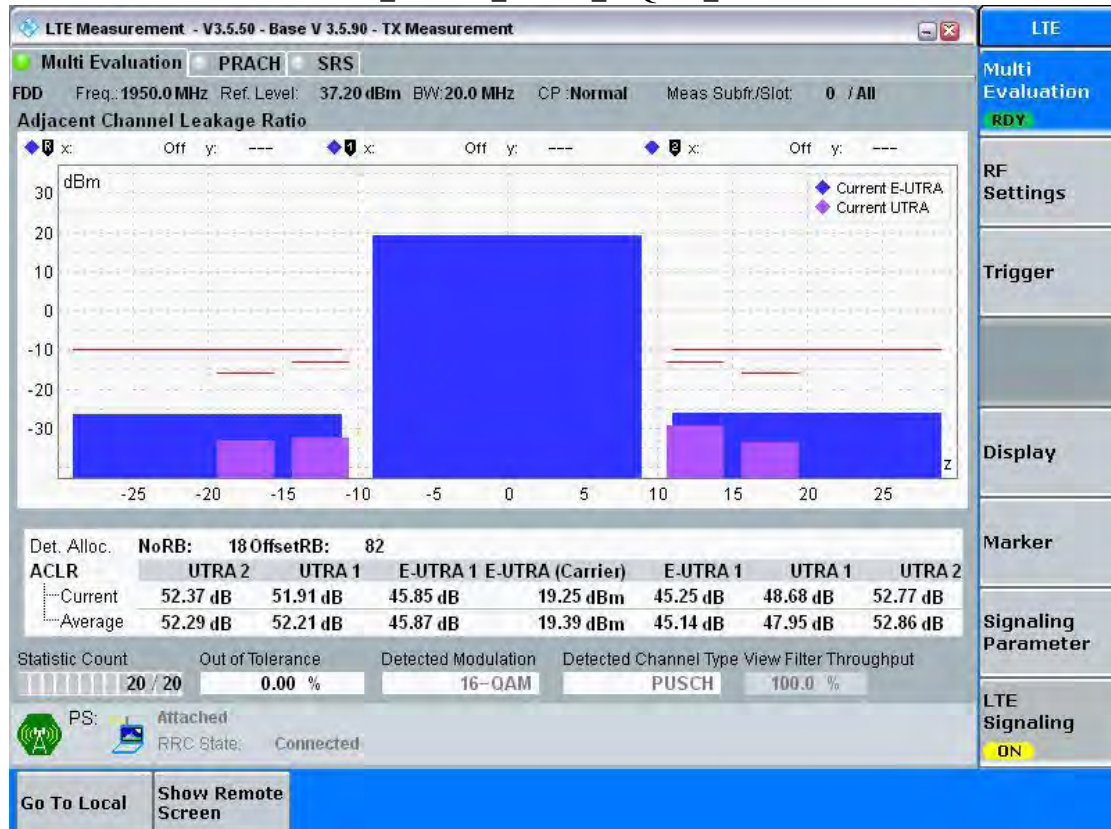 LTE Measurement - V3.5.50 - Base V 3.5.90 - TX Measurement
LTE
Multi Evaluation PRACH SRS
Multi Evaluation
RDY
FDD Freq.: 1950.0 MHz Ref. Level: 37.20 dBm BW: 20.0 MHz CP : Normal Meas Subfr./Slot: 0 / All
Adjacent Channel Leakage Ratio
R x: Off y: --- 1 x: Off y: --- 2 x: Off y: ---
dBm
Current E-UTRA
Current UTRA
30
20
10
0
-10
-20
-30
z
-25 -20 -15 -10 -5 0 5 10 15 20 25
RF Settings
Trigger
Display
Marker
Signaling Parameter
LTE Signaling
ON
Det. Alloc. NoRB: 18 OffsetRB: 82
ACLR UTRA 2 UTRA 1 E-UTRA 1 E-UTRA (Carrier) E-UTRA 1 UTRA 1 UTRA 2
Current 52.37 dB 51.91 dB 45.85 dB 19.25 dBm 45.25 dB 48.68 dB 52.77 dB
Average 52.29 dB 52.21 dB 45.87 dB 19.39 dBm 45.14 dB 47.95 dB 52.86 dB
Statistic Count Out of Tolerance Detected Modulation Detected Channel Type View Filter Throughput
20 / 20 0.00 % 16-QAM PUSCH 100.0 %
PS: Attached
RRC State: Connected
Go To Local
Show Remote Screen